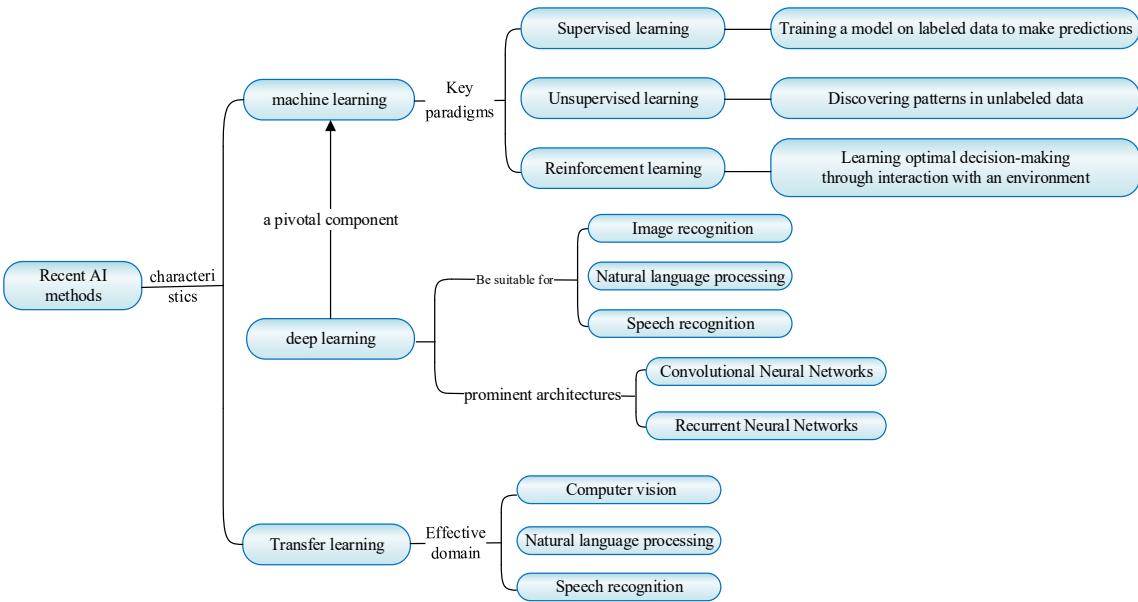 Recent AI
methods
characteri
stics
machine learning
Key
paradigms
Supervised learning
Training a model on labeled data to make predictions
Unsupervised learning
Discovering patterns in unlabeled data
Reinforcement learning
Learning optimal decision-making
through interaction with an environment
a pivotal component
deep learning
Be suitable for
Image recognition
Natural language processing
Speech recognition
prominent architectures
Convolutional Neural Networks
Recurrent Neural Networks
Transfer learning
Effective
domain
Computer vision
Natural language processing
Speech recognition